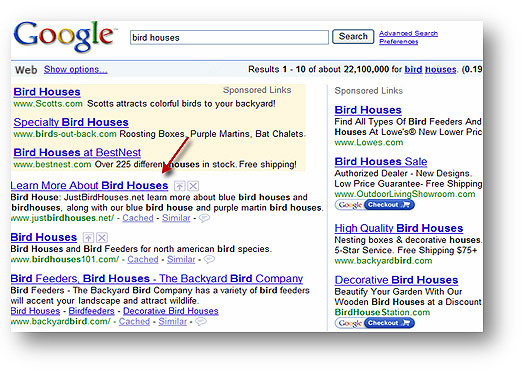 Google
bird houses
Search
Advanced Search
Preferences
Web Show options... Results 1 - 10 of about 22,100,000 for bird houses. (0.19
Sponsored Links
Bird Houses
www.Scotts.com Scotts attracts colorful birds to your backyard!
Specialty Bird Houses
www.birds-out-back.com Roosting Boxes, Purple Martins, Bat Chalets.
Bird Houses at BestNest
www.bestnest.com Over 225 different houses in stock. Free shipping!
Learn More About Bird Houses
Bird House: JustBirdHouses.net learn more about blue bird houses and
birdhouses, along with our blue bird house and purple martin bird houses.
www.justbirdhouses.net/ - Cached - Similar -
Bird Houses
Bird Houses and Bird Feeders for north american bird species.
www.birdhouses101.com/ - Cached - Similar -
Bird Feeders, Bird Houses - The Backyard Bird Company
Bird Feeders - The Backyard Bird Company has a variety of bird feeders
will accent your landscape and attract wildlife.
Bird Houses - Birdfeeders - Decorative Bird Houses
www.backyardbird.com/ - Cached - Similar -
Sponsored Links
Bird Houses
Find All Types Of Bird Feeders And
Houses At Lowe's® New Lower Price
www.Lowes.com
Bird Houses Sale
Authorized Dealer - New Designs.
Low Price Guarantee- Free Shipping
www.OutdoorLivingShowroom.com
Google Checkout
High Quality Bird Houses
Nesting boxes & decorative houses.
5-Star Service. Free Shipping $75+
www.backyardbird.com
Decorative Bird Houses
Beautify Your Garden With Our
Wooden Bird Houses at a Discount
BirdHouseStation.com
Google Checkout